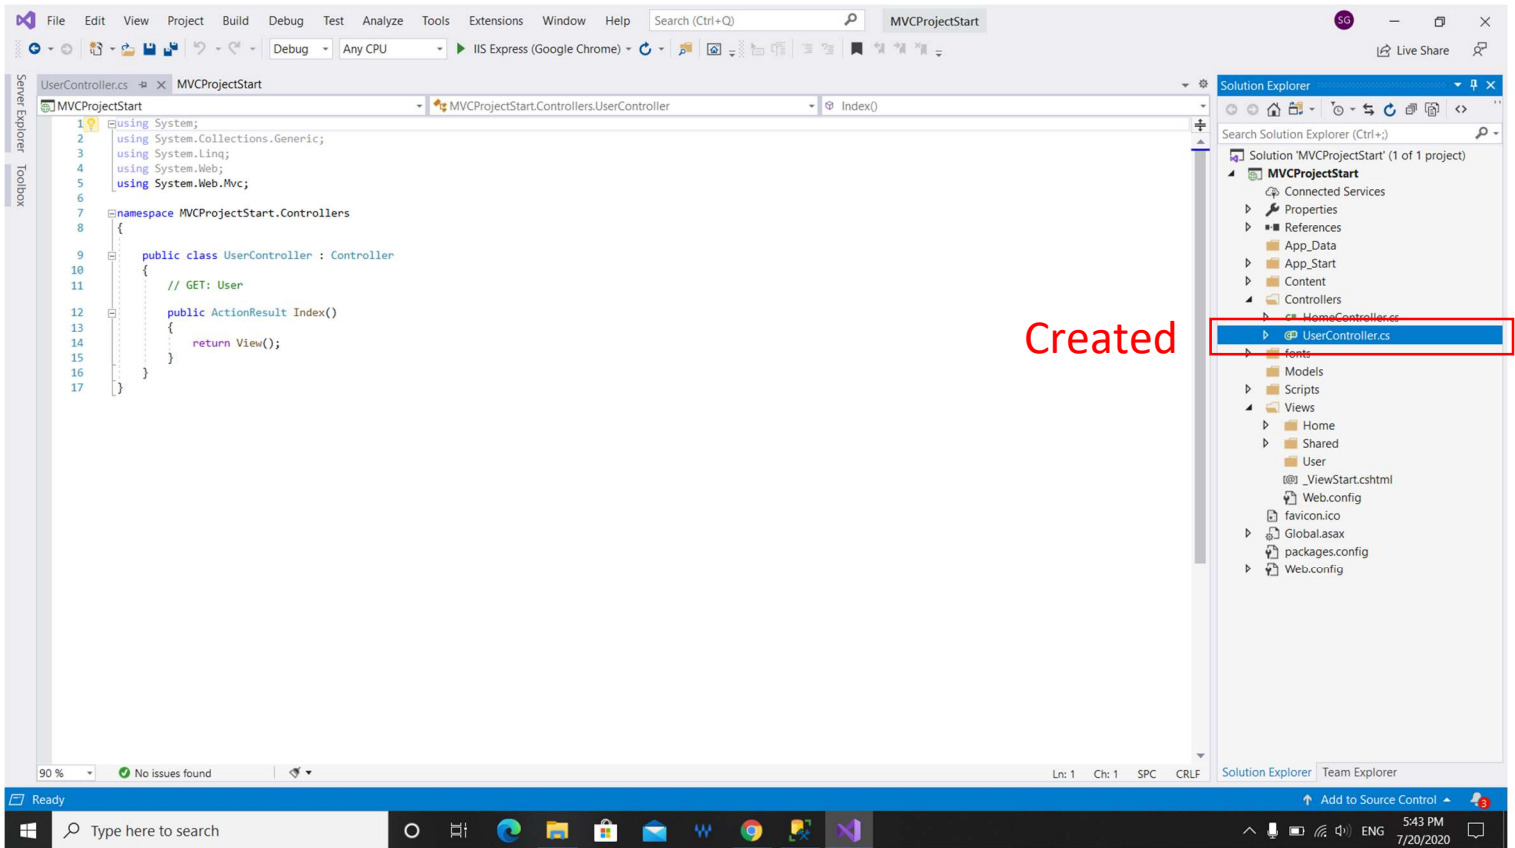 File Edit View Project Build Debug Test Analyze Tools Extensions Window Help Search (Ctrl+Q) MVCProjectStart SG
Debug Any CPU IIS Express (Google Chrome) Live Share
Server Explorer
Toolbox
UserController.cs MVCProjectStart
MVCProjectStart MVCProjectStart.Controllers.UserController Index()
1 using System;
2 using System.Collections.Generic;
3 using System.Linq;
4 using System.Web;
5 using System.Web.Mvc;
6
7 namespace MVCProjectStart.Controllers
8 {
9 public class UserController : Controller
10 {
11 // GET: User
12 public ActionResult Index()
13 {
14 return View();
15 }
16 }
17 }
Created
Solution Explorer
Search Solution Explorer (Ctrl+;)
Solution 'MVCProjectStart' (1 of 1 project)
MVCProjectStart
Connected Services
Properties
References
App_Data
App_Start
Content
Controllers
HomeController.cs
UserController.cs
fonts
Models
Scripts
Views
Home
Shared
User
_ViewStart.cshtml
Web.config
favicon.ico
Global.asax
packages.config
Web.config
90 % No issues found Ln: 1 Ch: 1 SPC CRLF
Solution Explorer Team Explorer
Ready Add to Source Control 3
Type here to search ENG 5:43 PM
7/20/2020